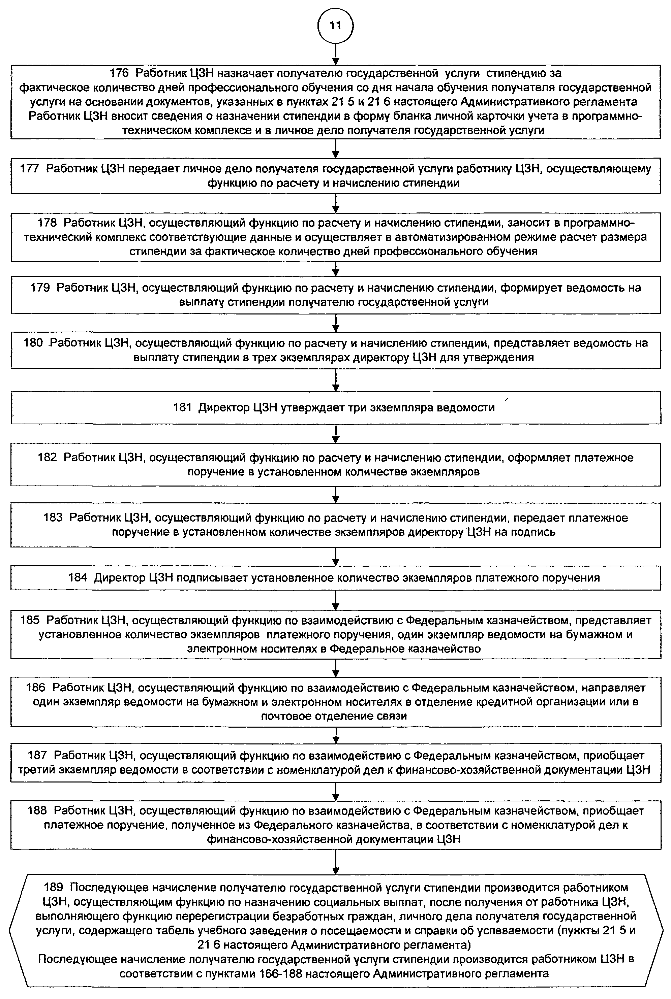 11
176 Работник ЦЗН назначает получателю государственной услуги стипендию за
фактическое количество дней профессионального обучения со дня начала обучения получателя государственной
услуги на основании документов, указанных в пунктах 21 5 и 21 6 настоящего Административного регламента
Работник ЦЗН вносит сведения о назначении стипендии в форму бланка личной карточки учета в программно-
техническом комплексе и в личное дело получателя государственной услуги
177 Работник ЦЗН передает личное дело получателя государственной услуги работнику ЦЗН, осуществляющему
функцию по расчету и начислению стипендии
178 Работник ЦЗН, осуществляющий функцию по расчету и начислению стипендии, заносит в программно-
технический комплекс соответствующие данные и осуществляет в автоматизированном режиме расчет размера
стипендии за фактическое количество дней профессионального обучения
179 Работник ЦЗН, осуществляющий функцию по расчету и начислению стипендии, формирует ведомость на
выплату стипендии получателю государственной услуги
180 Работник ЦЗН, осуществляющий функцию по расчету и начислению стипендии, представляет ведомость на
выплату стипендии в трех экземплярах директору ЦЗН для утверждения
181 Директор ЦЗН утверждает три экземпляра ведомости
182 Работник ЦЗН, осуществляющий функцию по расчету и начислению стипендии, оформляет платежное
поручение в установленном количестве экземпляров
183 Работник ЦЗН, осуществляющий функцию по расчету и начислению стипендии, передает платежное
поручение в установленном количестве экземпляров директору ЦЗН на подпись
184 Директор ЦЗН подписывает установленное количество экземпляров платежного поручения
185 Работник ЦЗН, осуществляющий функцию по взаимодействию с Федеральным казначейством, представляет
установленное количество экземпляров платежного поручения, один экземпляр ведомости на бумажном и
электронном носителях в Федеральное казначейство
186 Работник ЦЗН, осуществляющий функцию по взаимодействию с Федеральным казначейством, направляет
один экземпляр ведомости на бумажном и электронном носителях в отделение кредитной организации или в
почтовое отделение связи
187 Работник ЦЗН, осуществляющий функцию по взаимодействию с Федеральным казначейством, приобщает
третий экземпляр ведомости в соответствии с номенклатурой дел к финансово-хозяйственной документации ЦЗН
188 Работник ЦЗН, осуществляющий функцию по взаимодействию с Федеральным казначейством, приобщает
платежное поручение, полученное из Федерального казначейства, в соответствии с номенклатурой дел к
финансово-хозяйственной документации ЦЗН
189 Последующее начисление получателю государственной услуги стипендии производится работником
ЦЗН, осуществляющим функцию по назначению социальных выплат, после получения от работника ЦЗН,
выполняющего функцию перерегистрации безработных граждан, личного дела получателя государственной
услуги, содержащего табель учебного заведения о посещаемости и справки об успеваемости (пункты 21 5 и
21 6 настоящего Административного регламента)
Последующее начисление получателю государственной услуги стипендии производится работником ЦЗН в
соответствии с пунктами 166-188 настоящего Административного регламента